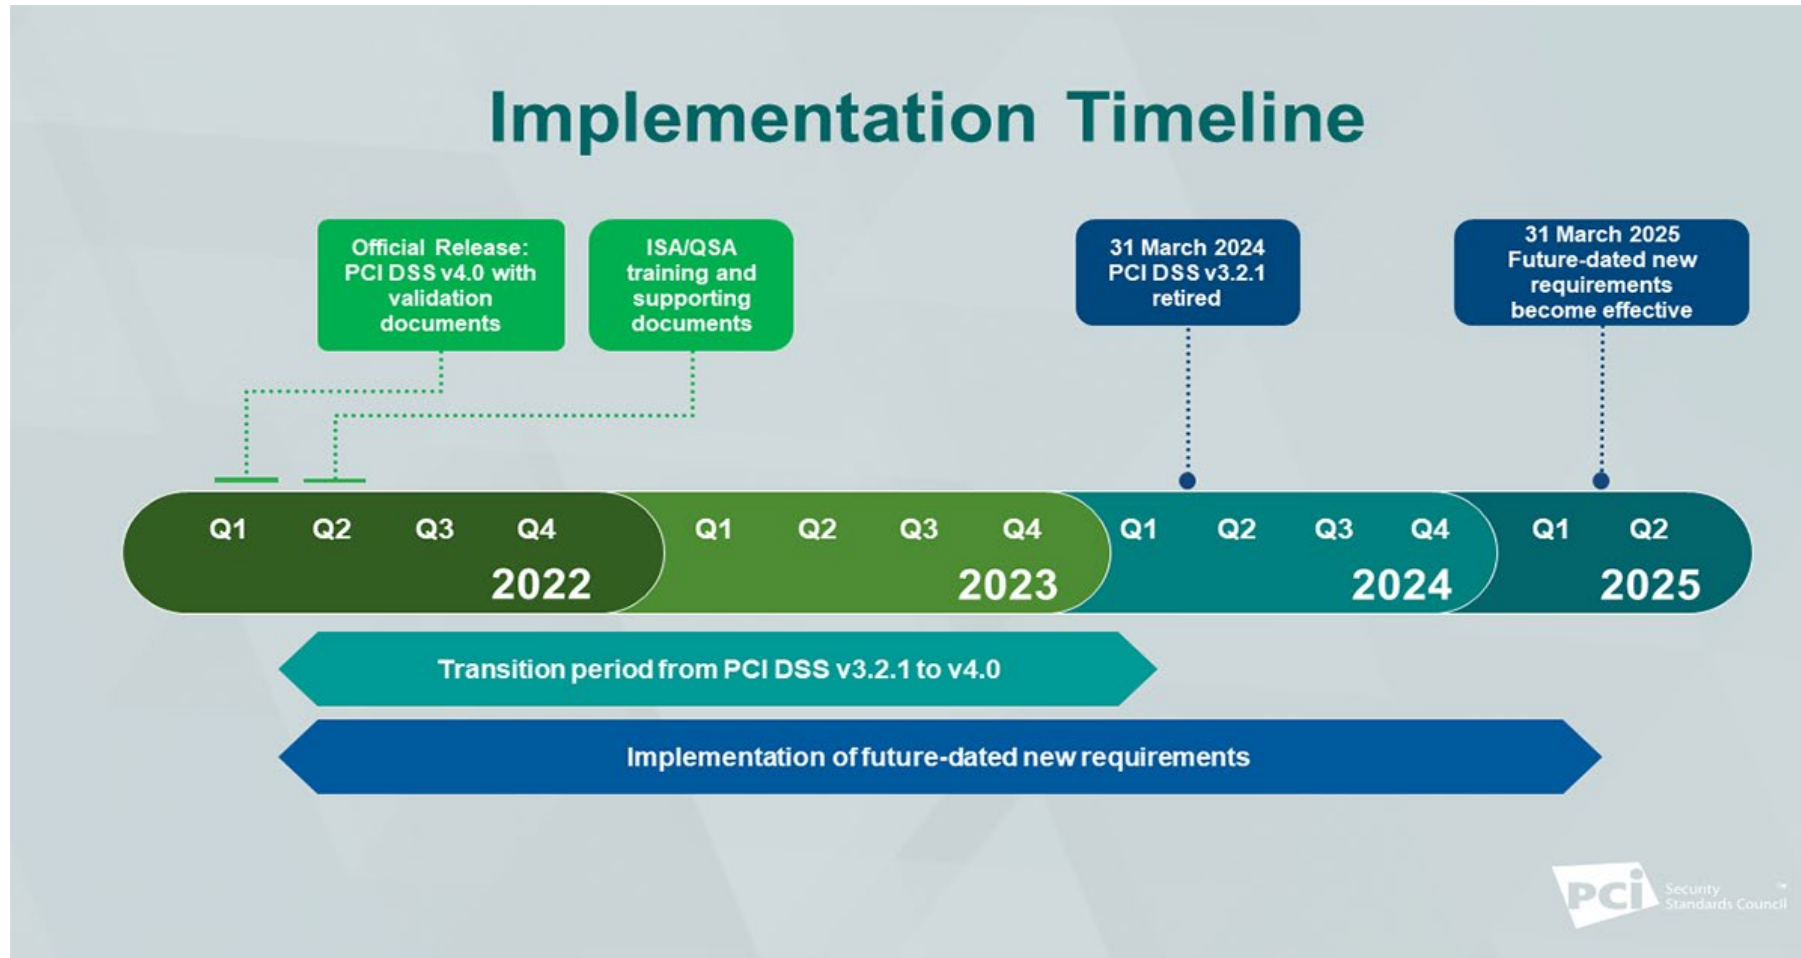 Implementation Timeline
Official Release:
PCI DSS v4.0 with
validation
documents
ISA/QSA
training and
supporting
documents
31 March 2024
PCI DSS v3.2.1
retired
31 March 2025
Future-dated new
requirements
become effective
Q1 Q2 Q3 Q4
2022
Q1 Q2 Q3 Q4
2023
Q1 Q2 Q3 Q4
2024
Q1 Q2
2025
Transition period from PCI DSS v3.2.1 to v4.0
Implementation of future-dated new requirements
PCI Security
Standards Council
™